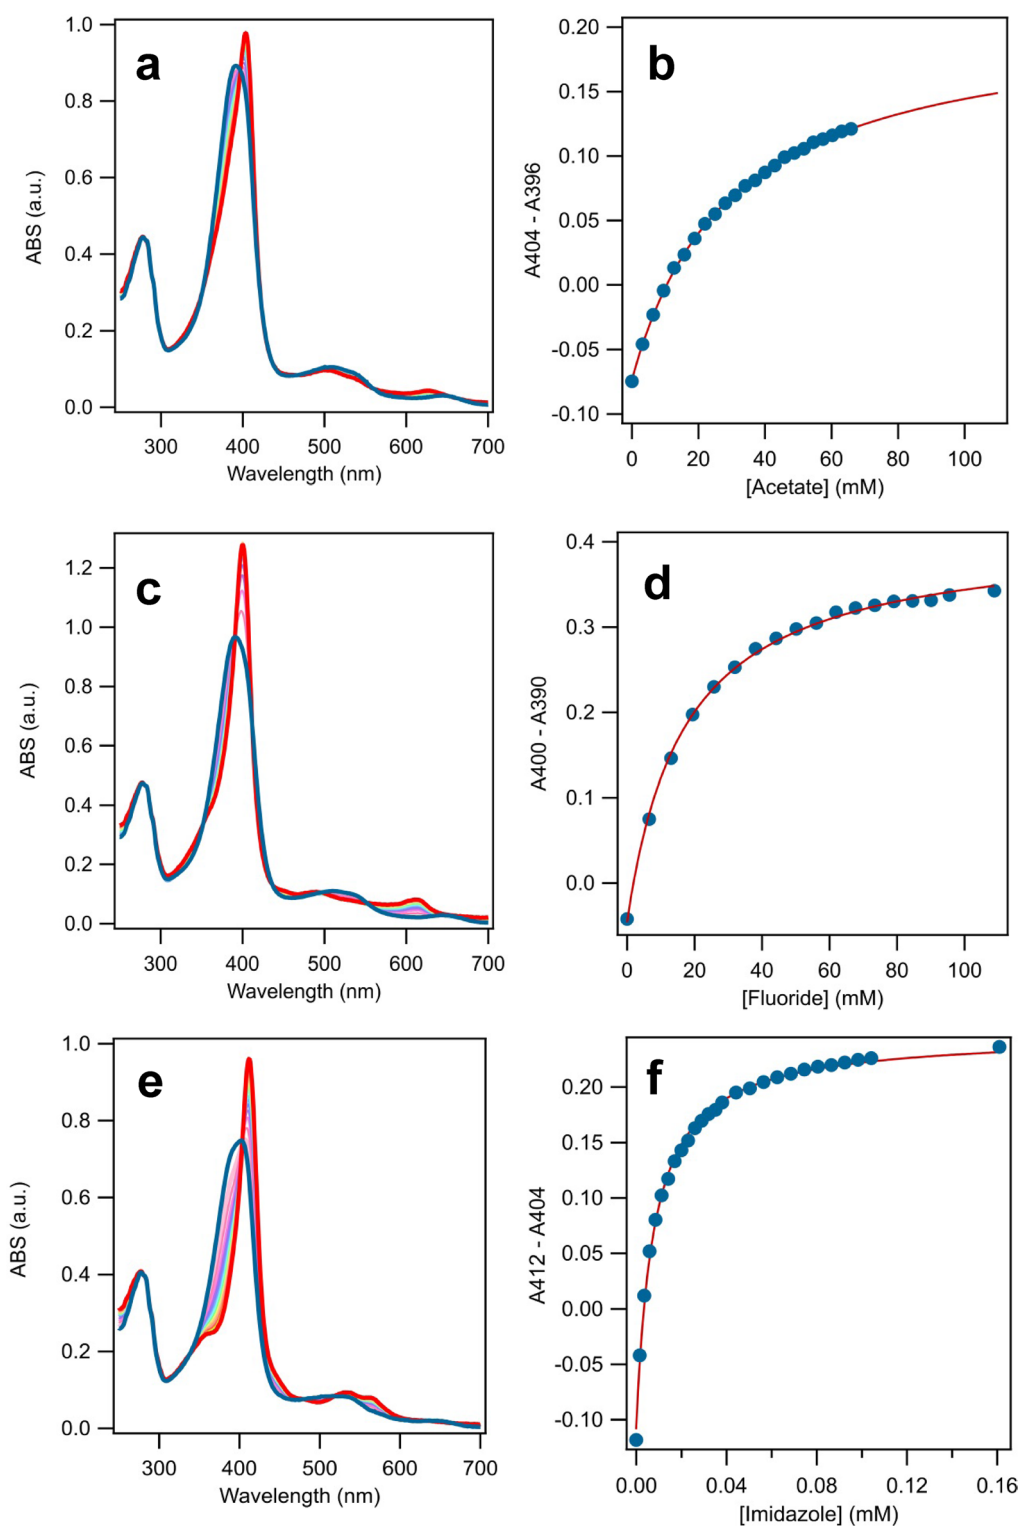 a
1.0
0.8
0.6
0.4
0.2
0.0
ABS (a.u.)
300 400 500 600 700
Wavelength (nm)
b
0.20
0.15
0.10
0.05
0.00
-0.05
-0.10
A404 - A396
0 20 40 60 80 100
[Acetate] (mM)
c
1.2
1.0
0.8
0.6
0.4
0.2
0.0
ABS (a.u.)
300 400 500 600 700
Wavelength (nm)
d
0.4
0.3
0.2
0.1
0.0
A400 - A390
0 20 40 60 80 100
[Fluoride] (mM)
e
1.0
0.8
0.6
0.4
0.2
0.0
ABS (a.u.)
300 400 500 600 700
Wavelength (nm)
f
0.20
0.15
0.10
0.05
0.00
-0.05
-0.10
A412 - A404
0.00 0.04 0.08 0.12 0.16
[Imidazole] (mM)